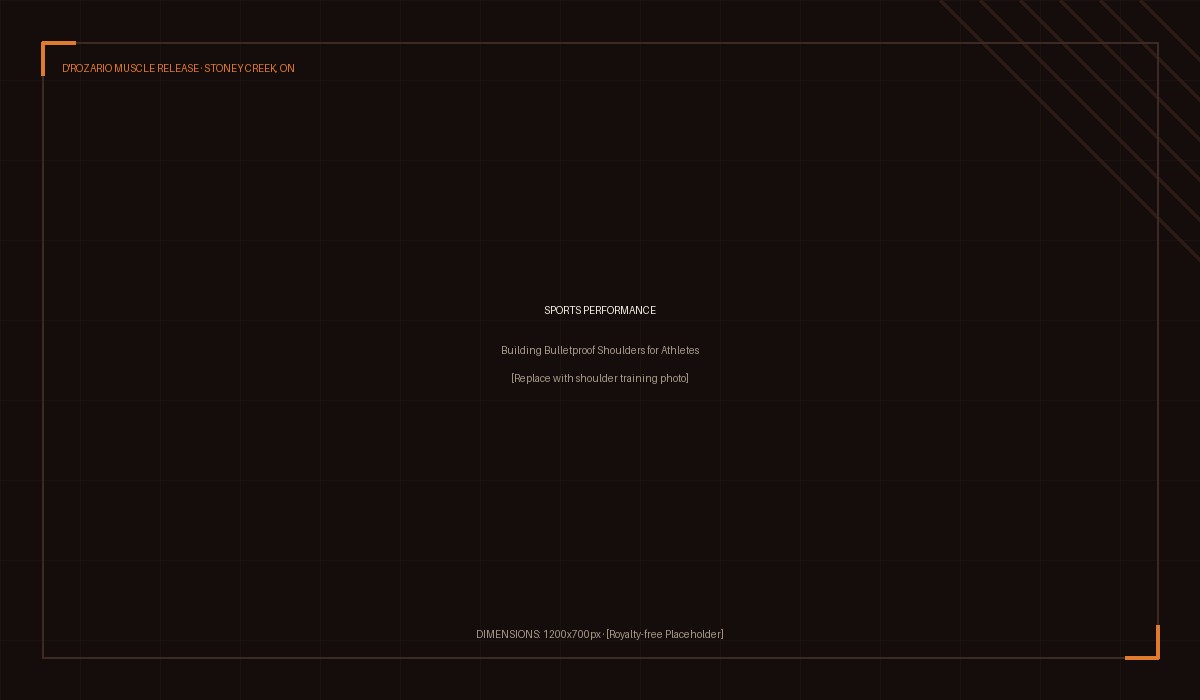 D'ROZARIO MUSCLE RELEASE · STONEY CREEK, ON
SPORTS PERFORMANCE
Building Bulletproof Shoulders for Athletes
[Replace with shoulder training photo]
DIMENSIONS: 1200x700px · [Royalty-free Placeholder]